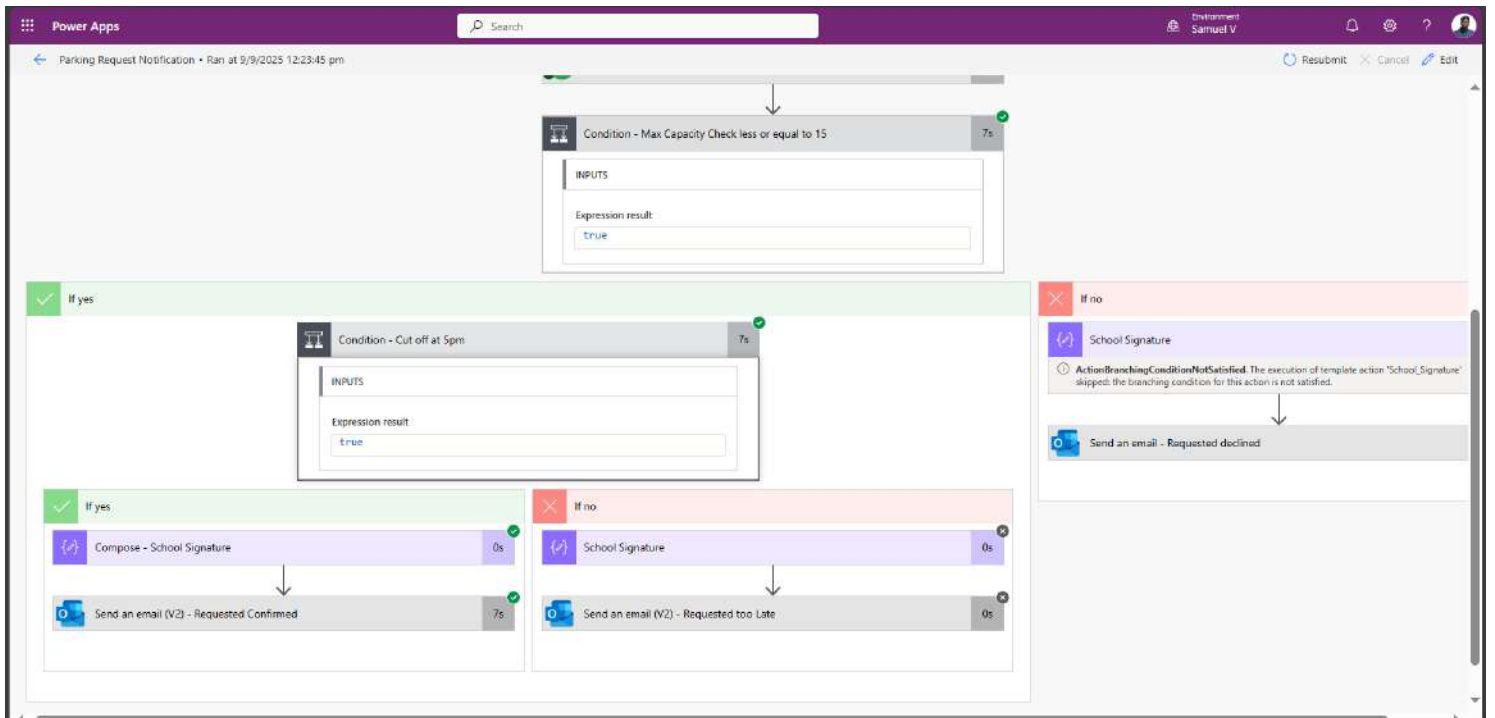 Power Apps
Search
Environment
Samuel V
Parking Request Notification • Ran at 9/9/2025 12:23:45 pm
Resubmit
Cancel
Edit
Condition - Max Capacity Check less or equal to 15
7s
INPUTS
Expression result
true
If yes
If no
Condition - Cut off at 5pm
7s
School Signature
ActionBranchingConditionNotSatisfied. The execution of template action 'School_Signature'
skipped: the branching condition for this action is not satisfied.
INPUTS
Expression result
true
Send an email - Requested declined
If yes
If no
Compose - School Signature
0s
School Signature
0s
Send an email (V2) - Requested Confirmed
7s
Send an email (V2) - Requested too Late
0s